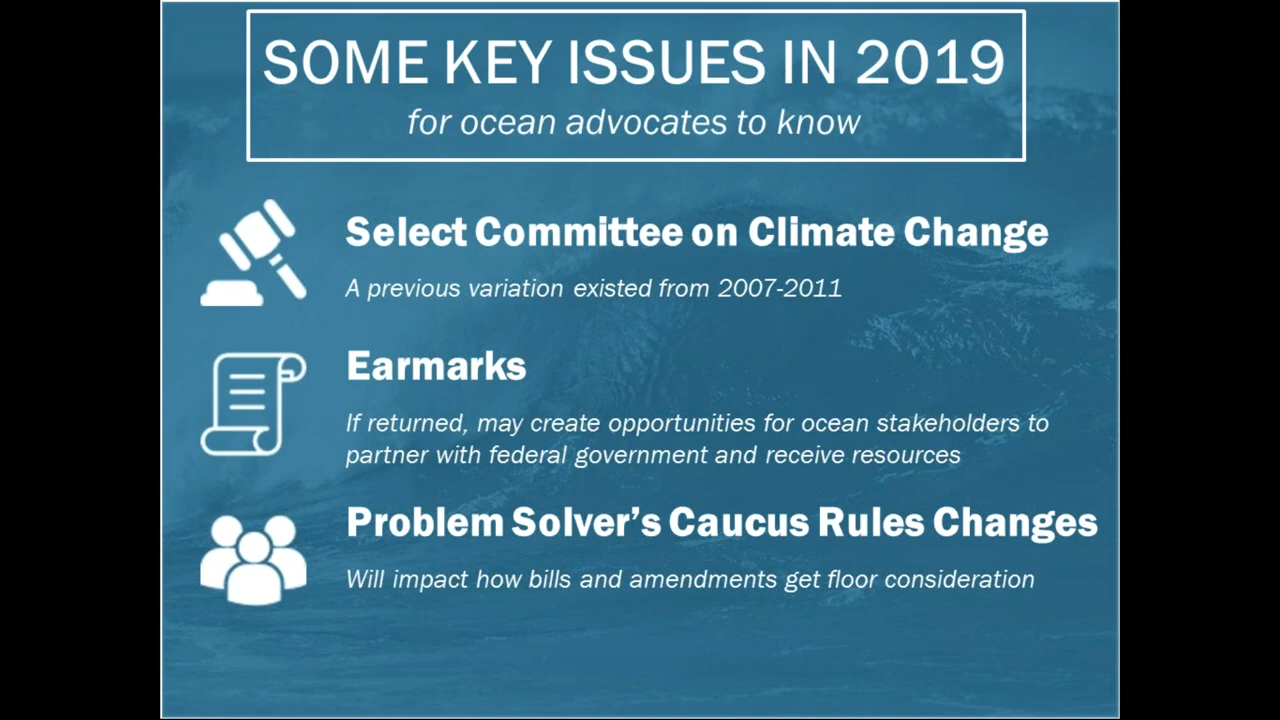 SOME KEY ISSUES IN 2019
for ocean advocates to know
Select Committee on Climate Change
A previous variation existed from 2007-2011
Earmarks
If returned, may create opportunities for ocean stakeholders to
partner with federal government and receive resources
Problem Solver’s Caucus Rules Changes
Will impact how bills and amendments get floor consideration